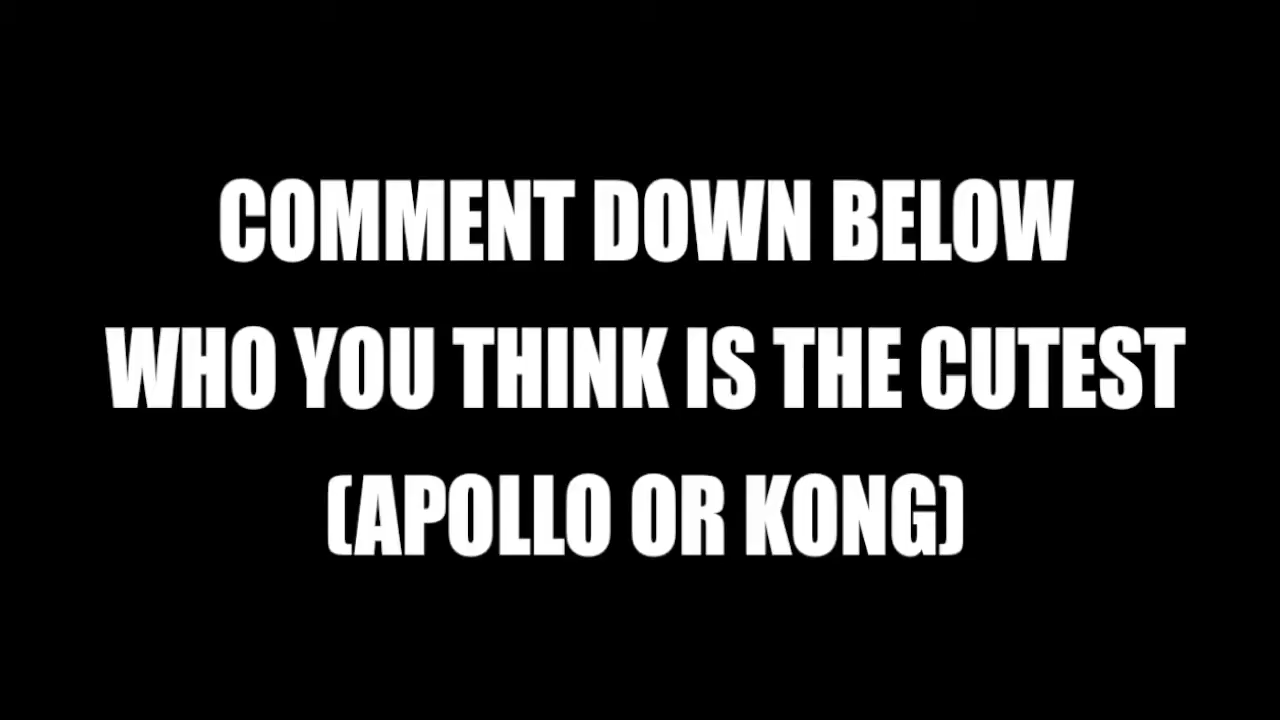 COMMENT DOWN BELOW
WHO YOU THINK IS THE CUTEST
(APOLLO OR KONG)